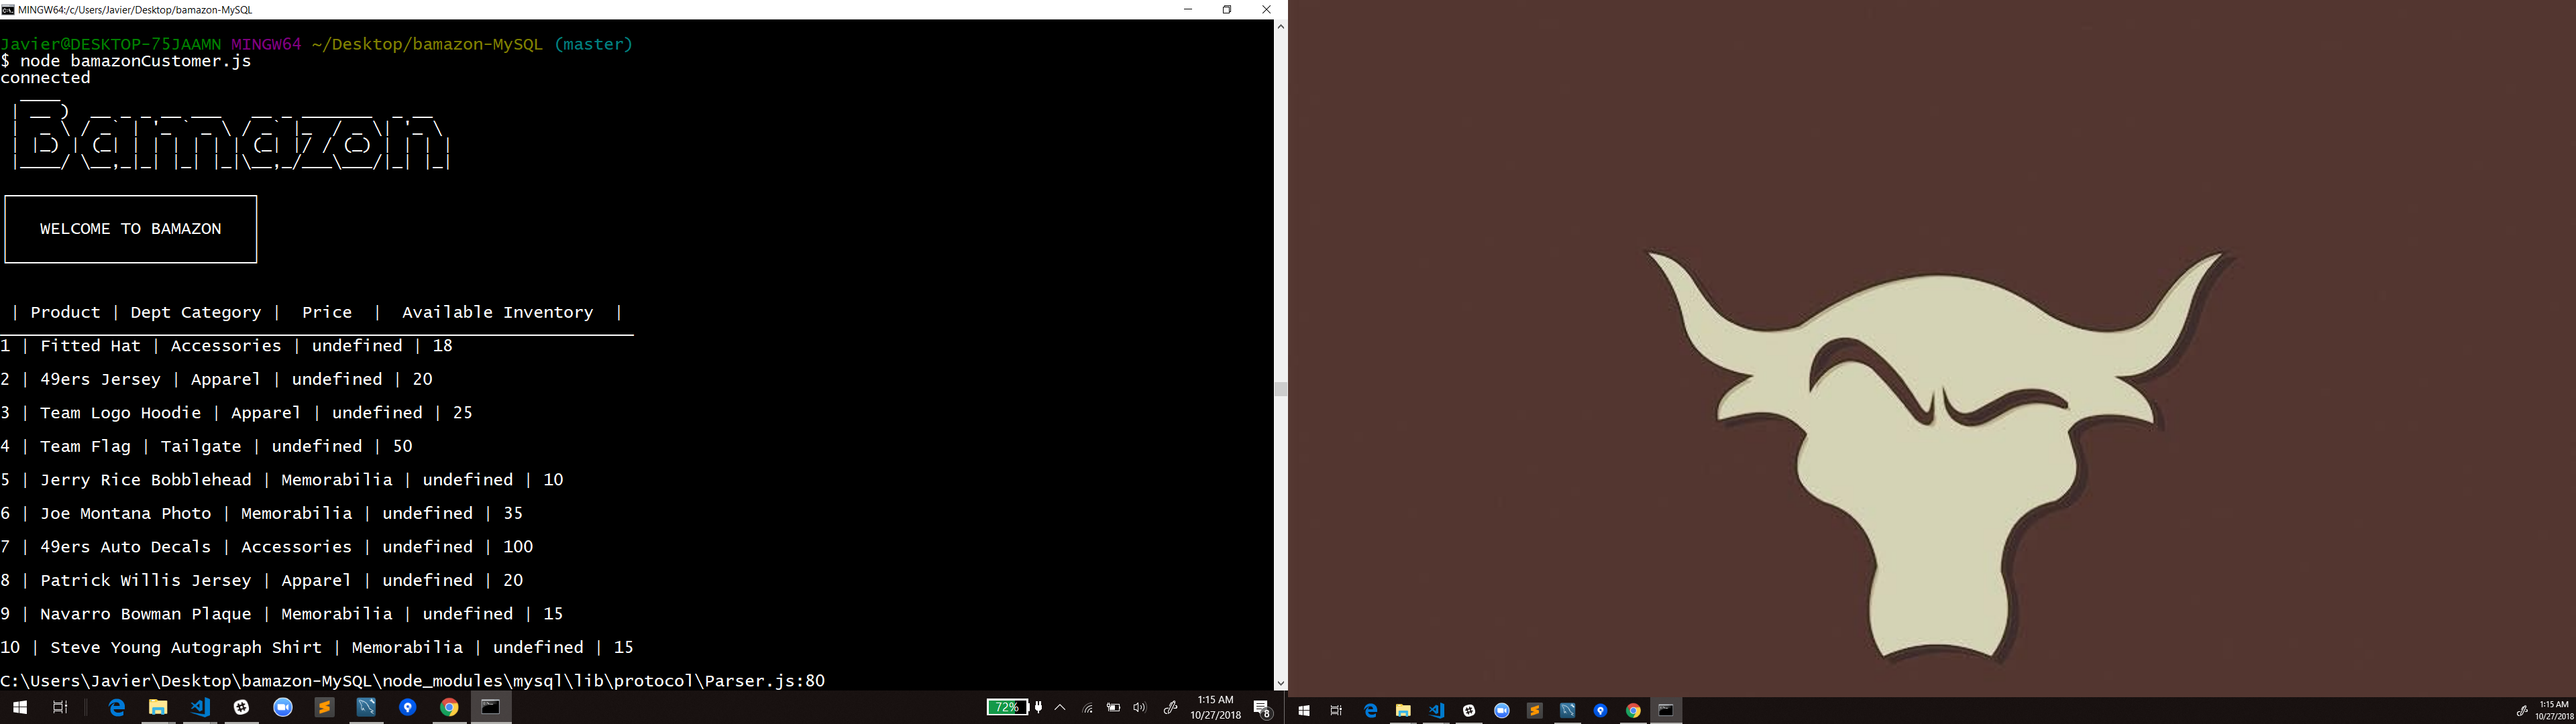 MINGW64:/c/Users/Javier/Desktop/bamazon-MySQL
Javier@DESKTOP-75JAAMN MINGW64 ~/Desktop/bamazon-MySQL (master)
$ node bamazonCustomer.js
connected
Bamazon
WELCOME TO BAMAZON
| Product | Dept Category |  Price  |  Available Inventory  |
1 | Fitted Hat | Accessories | undefined | 18
2 | 49ers Jersey | Apparel | undefined | 20
3 | Team Logo Hoodie | Apparel | undefined | 25
4 | Team Flag | Tailgate | undefined | 50
5 | Jerry Rice Bobblehead | Memorabilia | undefined | 10
6 | Joe Montana Photo | Memorabilia | undefined | 35
7 | 49ers Auto Decals | Accessories | undefined | 100
8 | Patrick Willis Jersey | Apparel | undefined | 20
9 | Navarro Bowman Plaque | Memorabilia | undefined | 15
10 | Steve Young Autograph Shirt | Memorabilia | undefined | 15
C:\Users\Javier\Desktop\bamazon-MySQL\node_modules\mysql\lib\protocol\Parser.js:80
72%
1:15 AM
10/27/2018
8
1:15 AM
10/27/2018